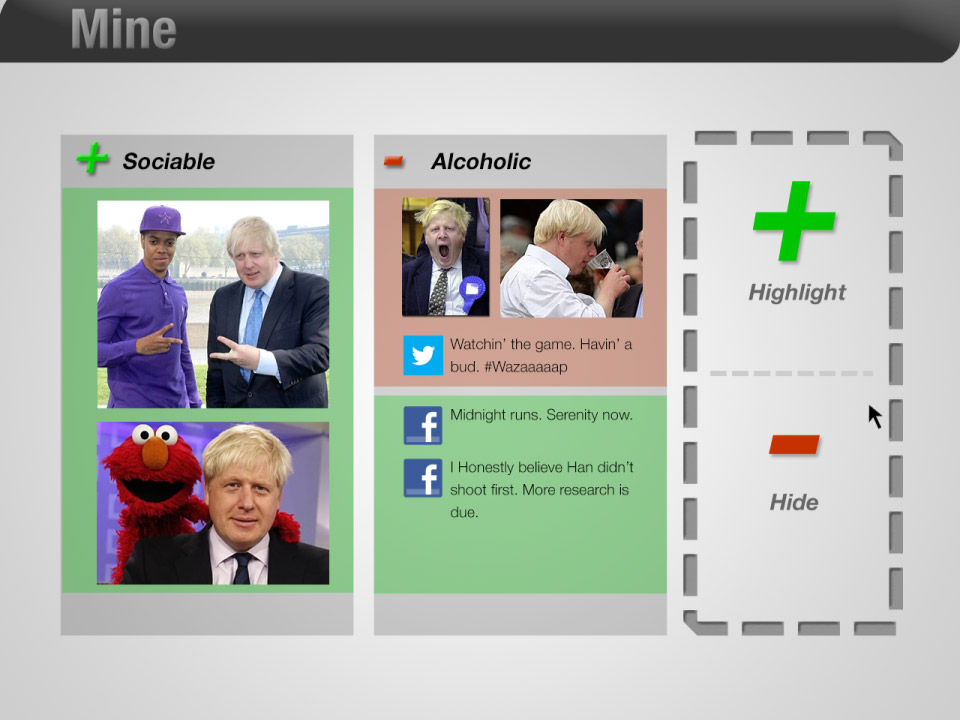 Mine
Sociable
Alcoholic
Watchin' the game. Havin' a
bud. #Wazaaaaap
Midnight runs. Serenity now.
I Honestly believe Han didn't
shoot first. More research is
due.
Highlight
Hide